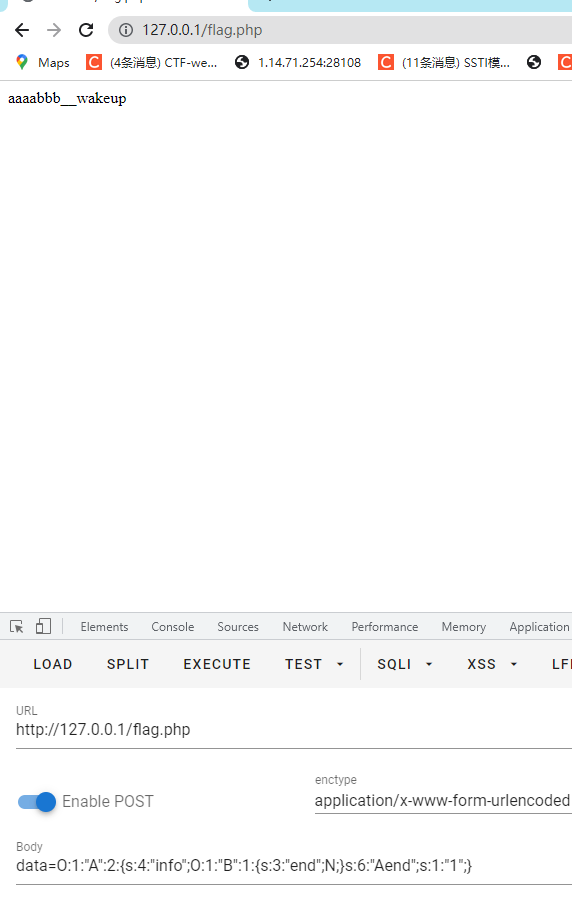 127.0.0.1/flag.php
Maps (4条消息) CTF-we... 1.14.71.254:28108 (11条消息) SSTI模...
aaaabbb__wakeup
Elements Console Sources Network Performance Memory Application
LOAD SPLIT EXECUTE TEST SQLI XSS LFI
URL
http://127.0.0.1/flag.php
Enable POST
enctype
application/x-www-form-urlencoded
Body
data=O:1:"A":2:{s:4:"info";O:1:"B":1:{s:3:"end";N;}s:6:"Aend";s:1:"1";}